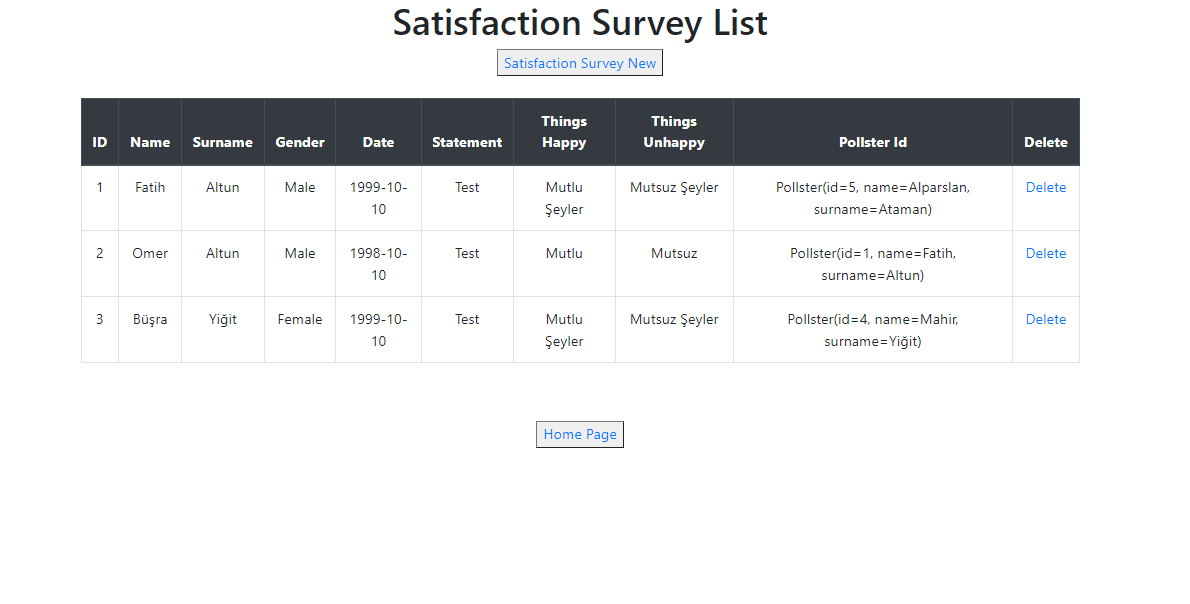 Satisfaction Survey List
Satisfaction Survey New
ID Name Surname Gender Date Statement Things Happy Things Unhappy Pollster Id Delete
1 Fatih Altun Male 1999-10-10 Test Mutlu Şeyler Mutsuz Şeyler Pollster(id=5, name=Alparslan, surname=Ataman) Delete
2 Omer Altun Male 1998-10-10 Test Mutlu Mutsuz Pollster(id=1, name=Fatih, surname=Altun) Delete
3 Büşra Yiğit Female 1999-10-10 Test Mutlu Şeyler Mutsuz Şeyler Pollster(id=4, name=Mahir, surname=Yiğit) Delete
Home Page